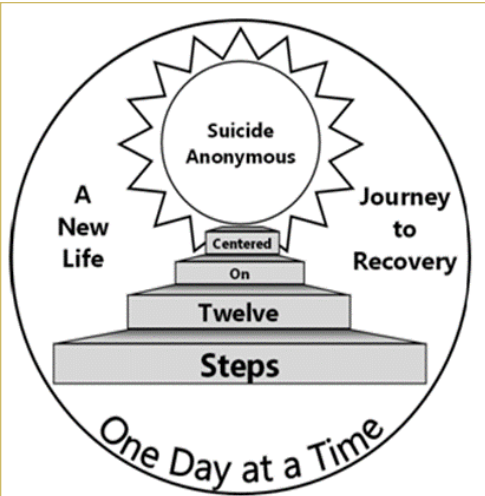 Suicide
Anonymous
A
New
Life
Journey
to
Recovery
Centered
On
Twelve
Steps
One Day at a Time